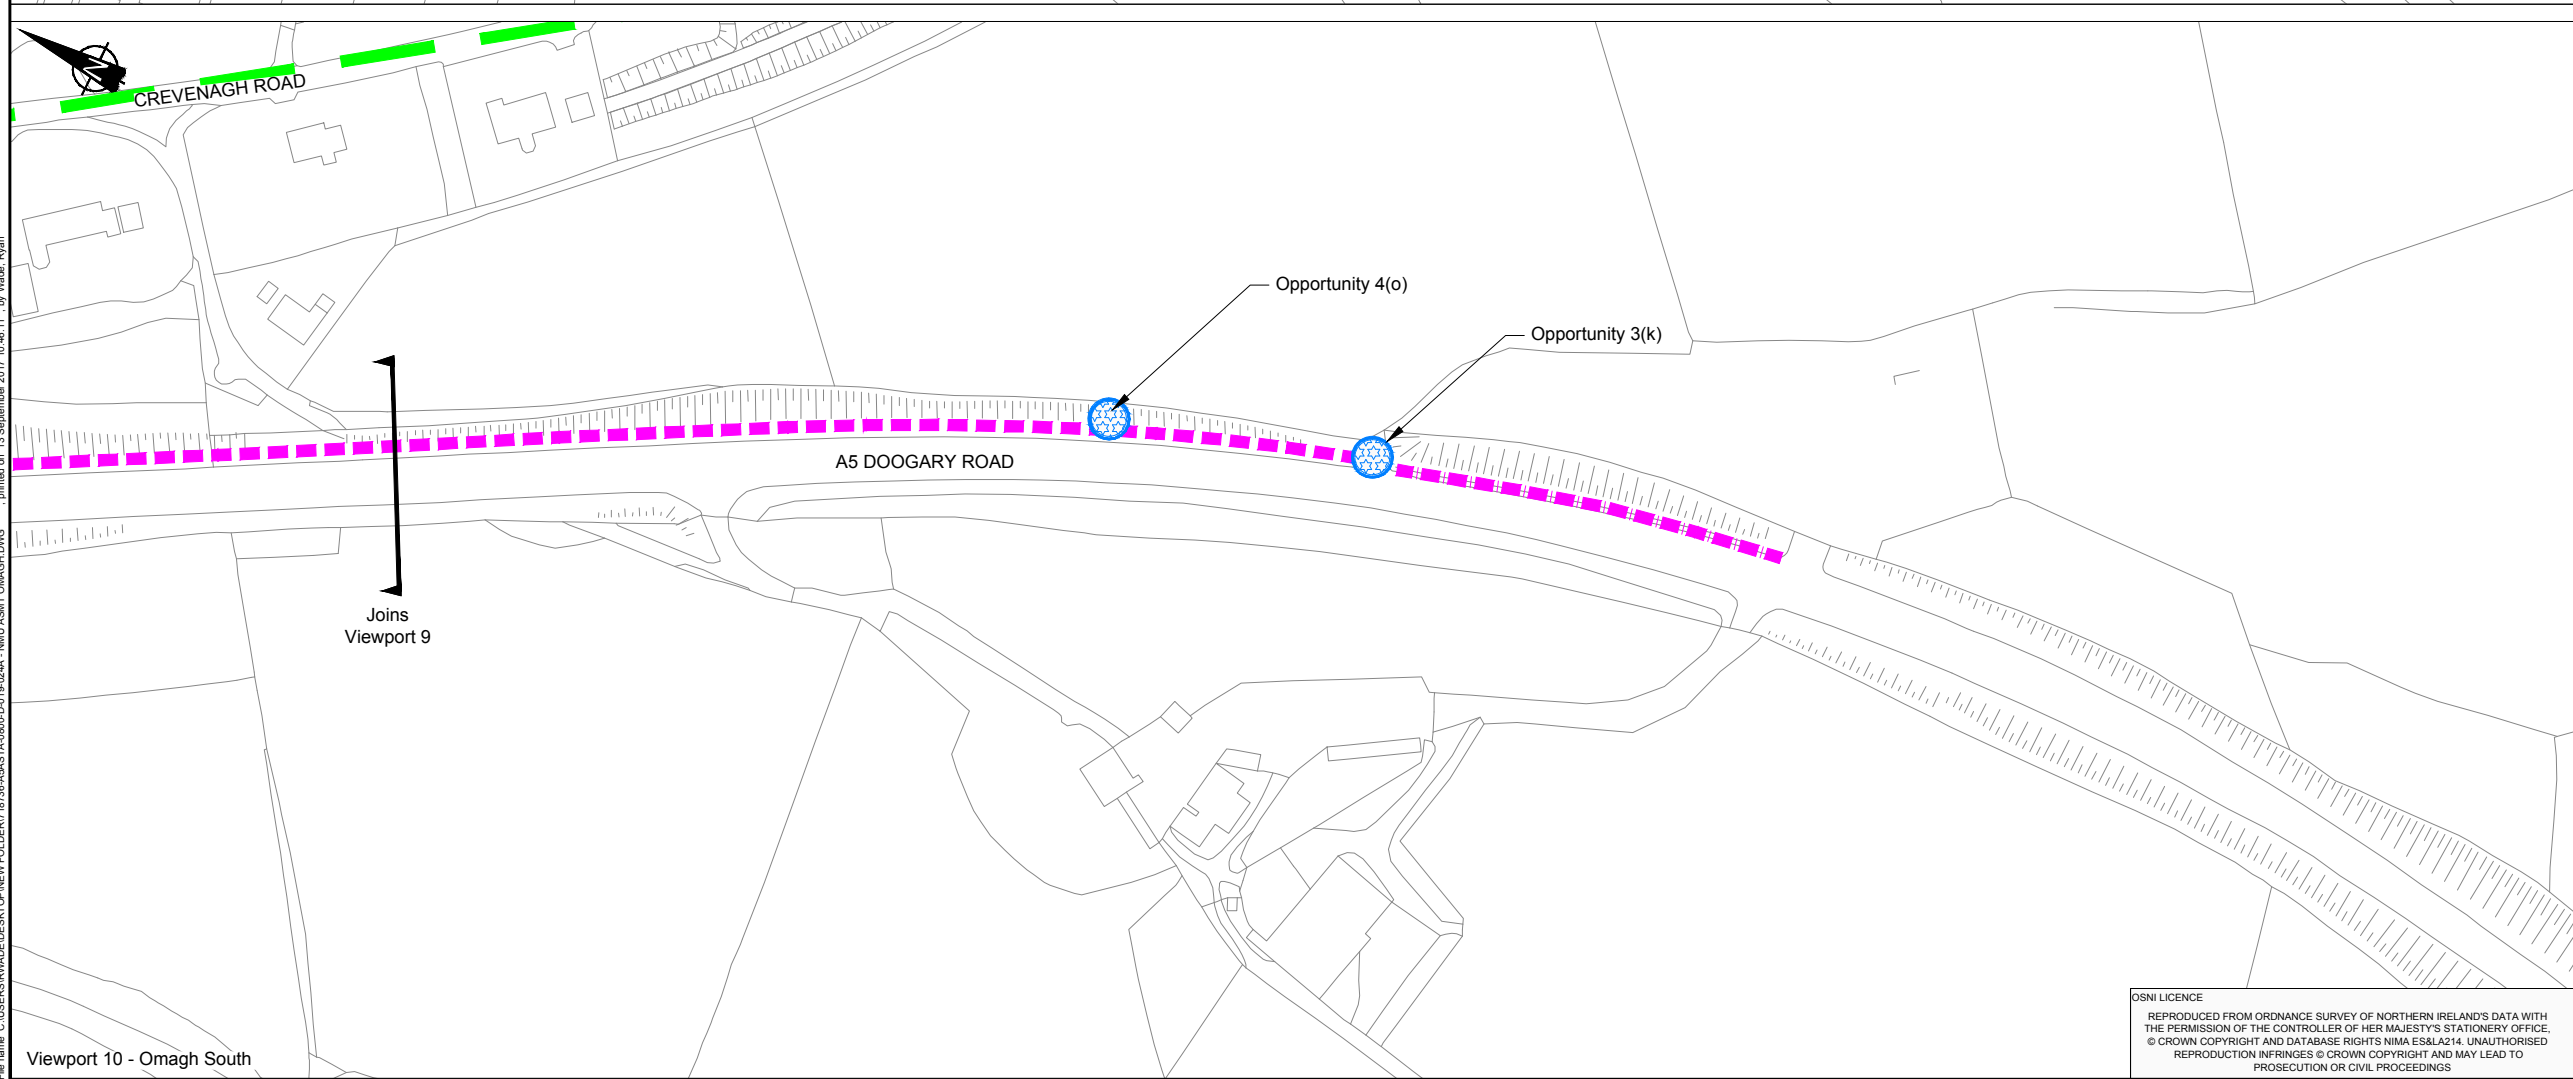 CREVENAGH ROAD
Opportunity 4(o)
Opportunity 3(k)
A5 DOOGARY ROAD
Joins
Viewport 9
Viewport 10 - Omagh South
OSNI LICENCE
REPRODUCED FROM ORDNANCE SURVEY OF NORTHERN IRELAND'S DATA WITH
THE PERMISSION OF THE CONTROLLER OF HER MAJESTY'S STATIONERY OFFICE,
© CROWN COPYRIGHT AND DATABASE RIGHTS NIMA ES&LA214. UNAUTHORISED
REPRODUCTION INFRINGES © CROWN COPYRIGHT AND MAY LEAD TO
PROSECUTION OR CIVIL PROCEEDINGS
N